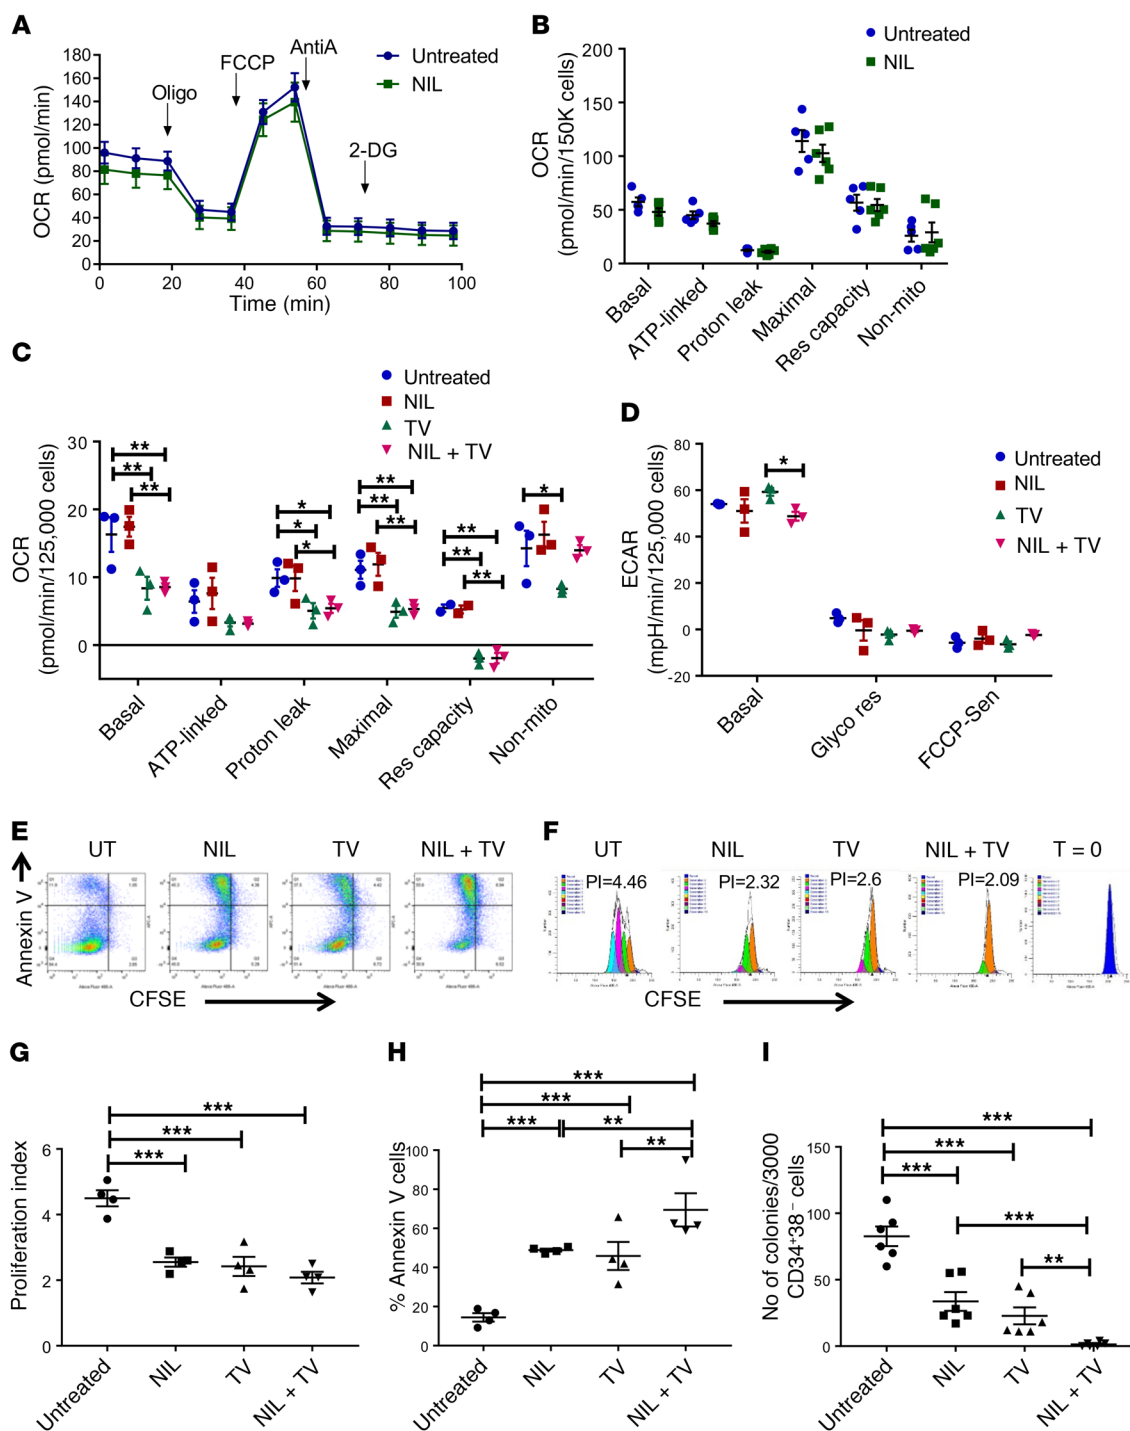 A
180
160
140
120
100
80
60
40
20
0
OCR (pmol/min)
Oligo
FCCP
AntiA
2-DG
Untreated
NIL
0 20 40 60 80 100
Time (min)
B
200
150
100
50
0
OCR
(pmol/min/150K cells)
Untreated
NIL
Basal
ATP-linked
Proton leak
Maximal
Res capacity
Non-mito
C
Untreated
NIL
TV
NIL + TV
30
20
10
0
OCR
(pmol/min/125,000 cells)
**
**
**
*
*
*
**
**
**
**
**
**
*
Basal
ATP-linked
Proton leak
Maximal
Res capacity
Non-mito
D
80
60
40
20
0
-20
ECAR
(mpH/min/125,000 cells)
*
Untreated
NIL
TV
NIL + TV
Basal
Glyco res
FCCP-Sen
E
UT NIL TV NIL + TV
Annexin V
CFSE
F
UT NIL TV NIL + TV T = 0
PI=4.46 PI=2.32 PI=2.6 PI=2.09
CFSE
G
***
***
***
6
4
2
0
Proliferation index
Untreated
NIL
TV
NIL + TV
H
***
***
*** **
**
100
80
60
40
20
0
% Annexin V cells
Untreated
NIL
TV
NIL + TV
I
***
***
***
***
**
150
100
50
0
No of colonies/3000
CD34⁺38⁻ cells
Untreated
NIL
TV
NIL + TV